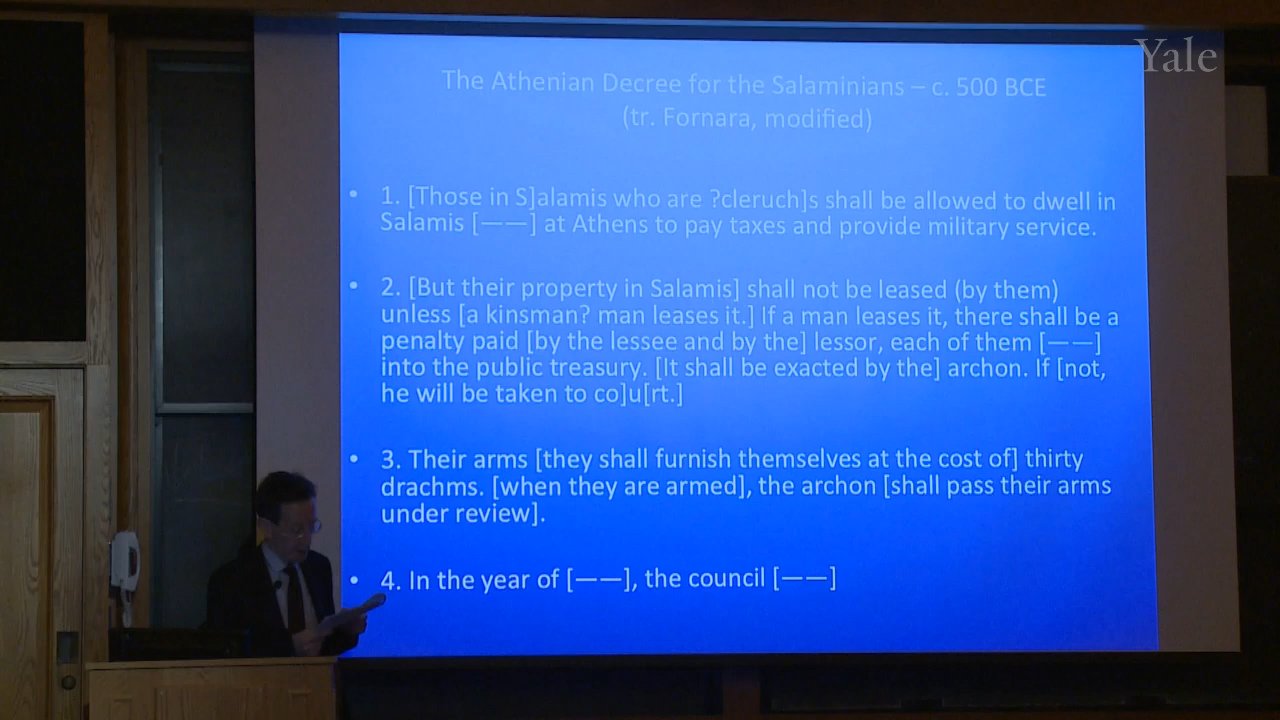 Yale
The Athenian Decree for the Salaminians – c. 500 BCE
(tr. Fornara, modified)
• 1. [Those in S]alamis who are ?cleruch]s shall be allowed to dwell in
Salamis [——] at Athens to pay taxes and provide military service.
• 2. [But their property in Salamis] shall not be leased (by them)
unless [a kinsman? man leases it.] If a man leases it, there shall be a
penalty paid [by the lessee and by the] lessor, each of them [——]
into the public treasury. [It shall be exacted by the] archon. If [not,
he will be taken to co]u[rt.]
• 3. Their arms [they shall furnish themselves at the cost of] thirty
drachms. [when they are armed], the archon [shall pass their arms
under review].
• 4. In the year of [——], the council [——]